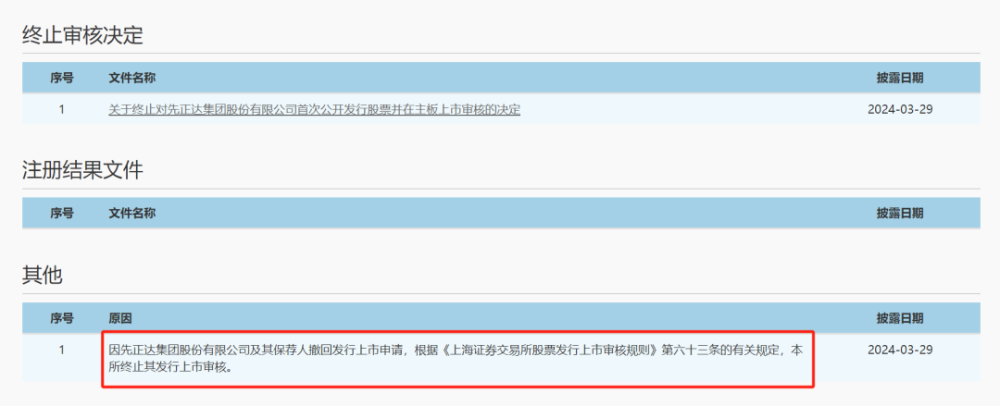 终止审核决定
序号 文件名称 披露日期
1 关于终止对先正达集团股份有限公司首次公开发行股票并在主板上市审核的决定 2024-03-29
注册结果文件
序号 文件名称 披露日期
其他
序号 原因 披露日期
1 因先正达集团股份有限公司及其保荐人撤回发行上市申请，根据《上海证券交易所股票发行上市审核规则》第六十三条的有关规定，本 2024-03-29
所终止其发行上市审核。